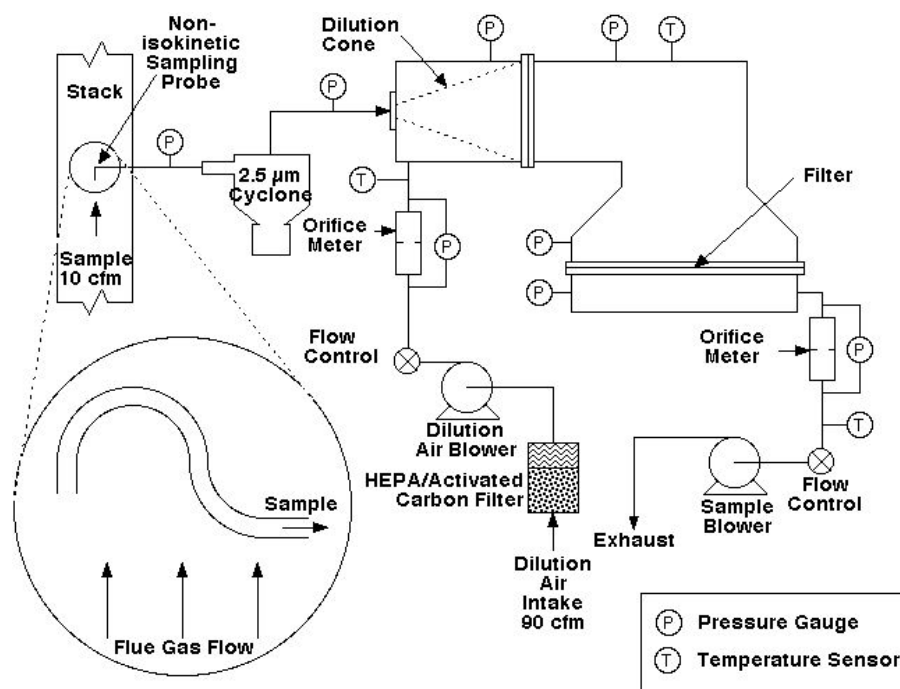 Non-
isokinetic
Sampling
Probe
Stack
Dilution
Cone
P
P
T
P
P
2.5 µm
Cyclone
T
Filter
Orifice
Meter
P
P
Sample
10 cfm
P
Flow
Control
Orifice
Meter
P
Dilution
Air Blower
T
HEPA/Activated
Carbon Filter
Sample
Flow
Control
Sample
Blower
Exhaust
Dilution
Air
Intake
90 cfm
Flue Gas Flow
P Pressure Gauge
T Temperature Sensor